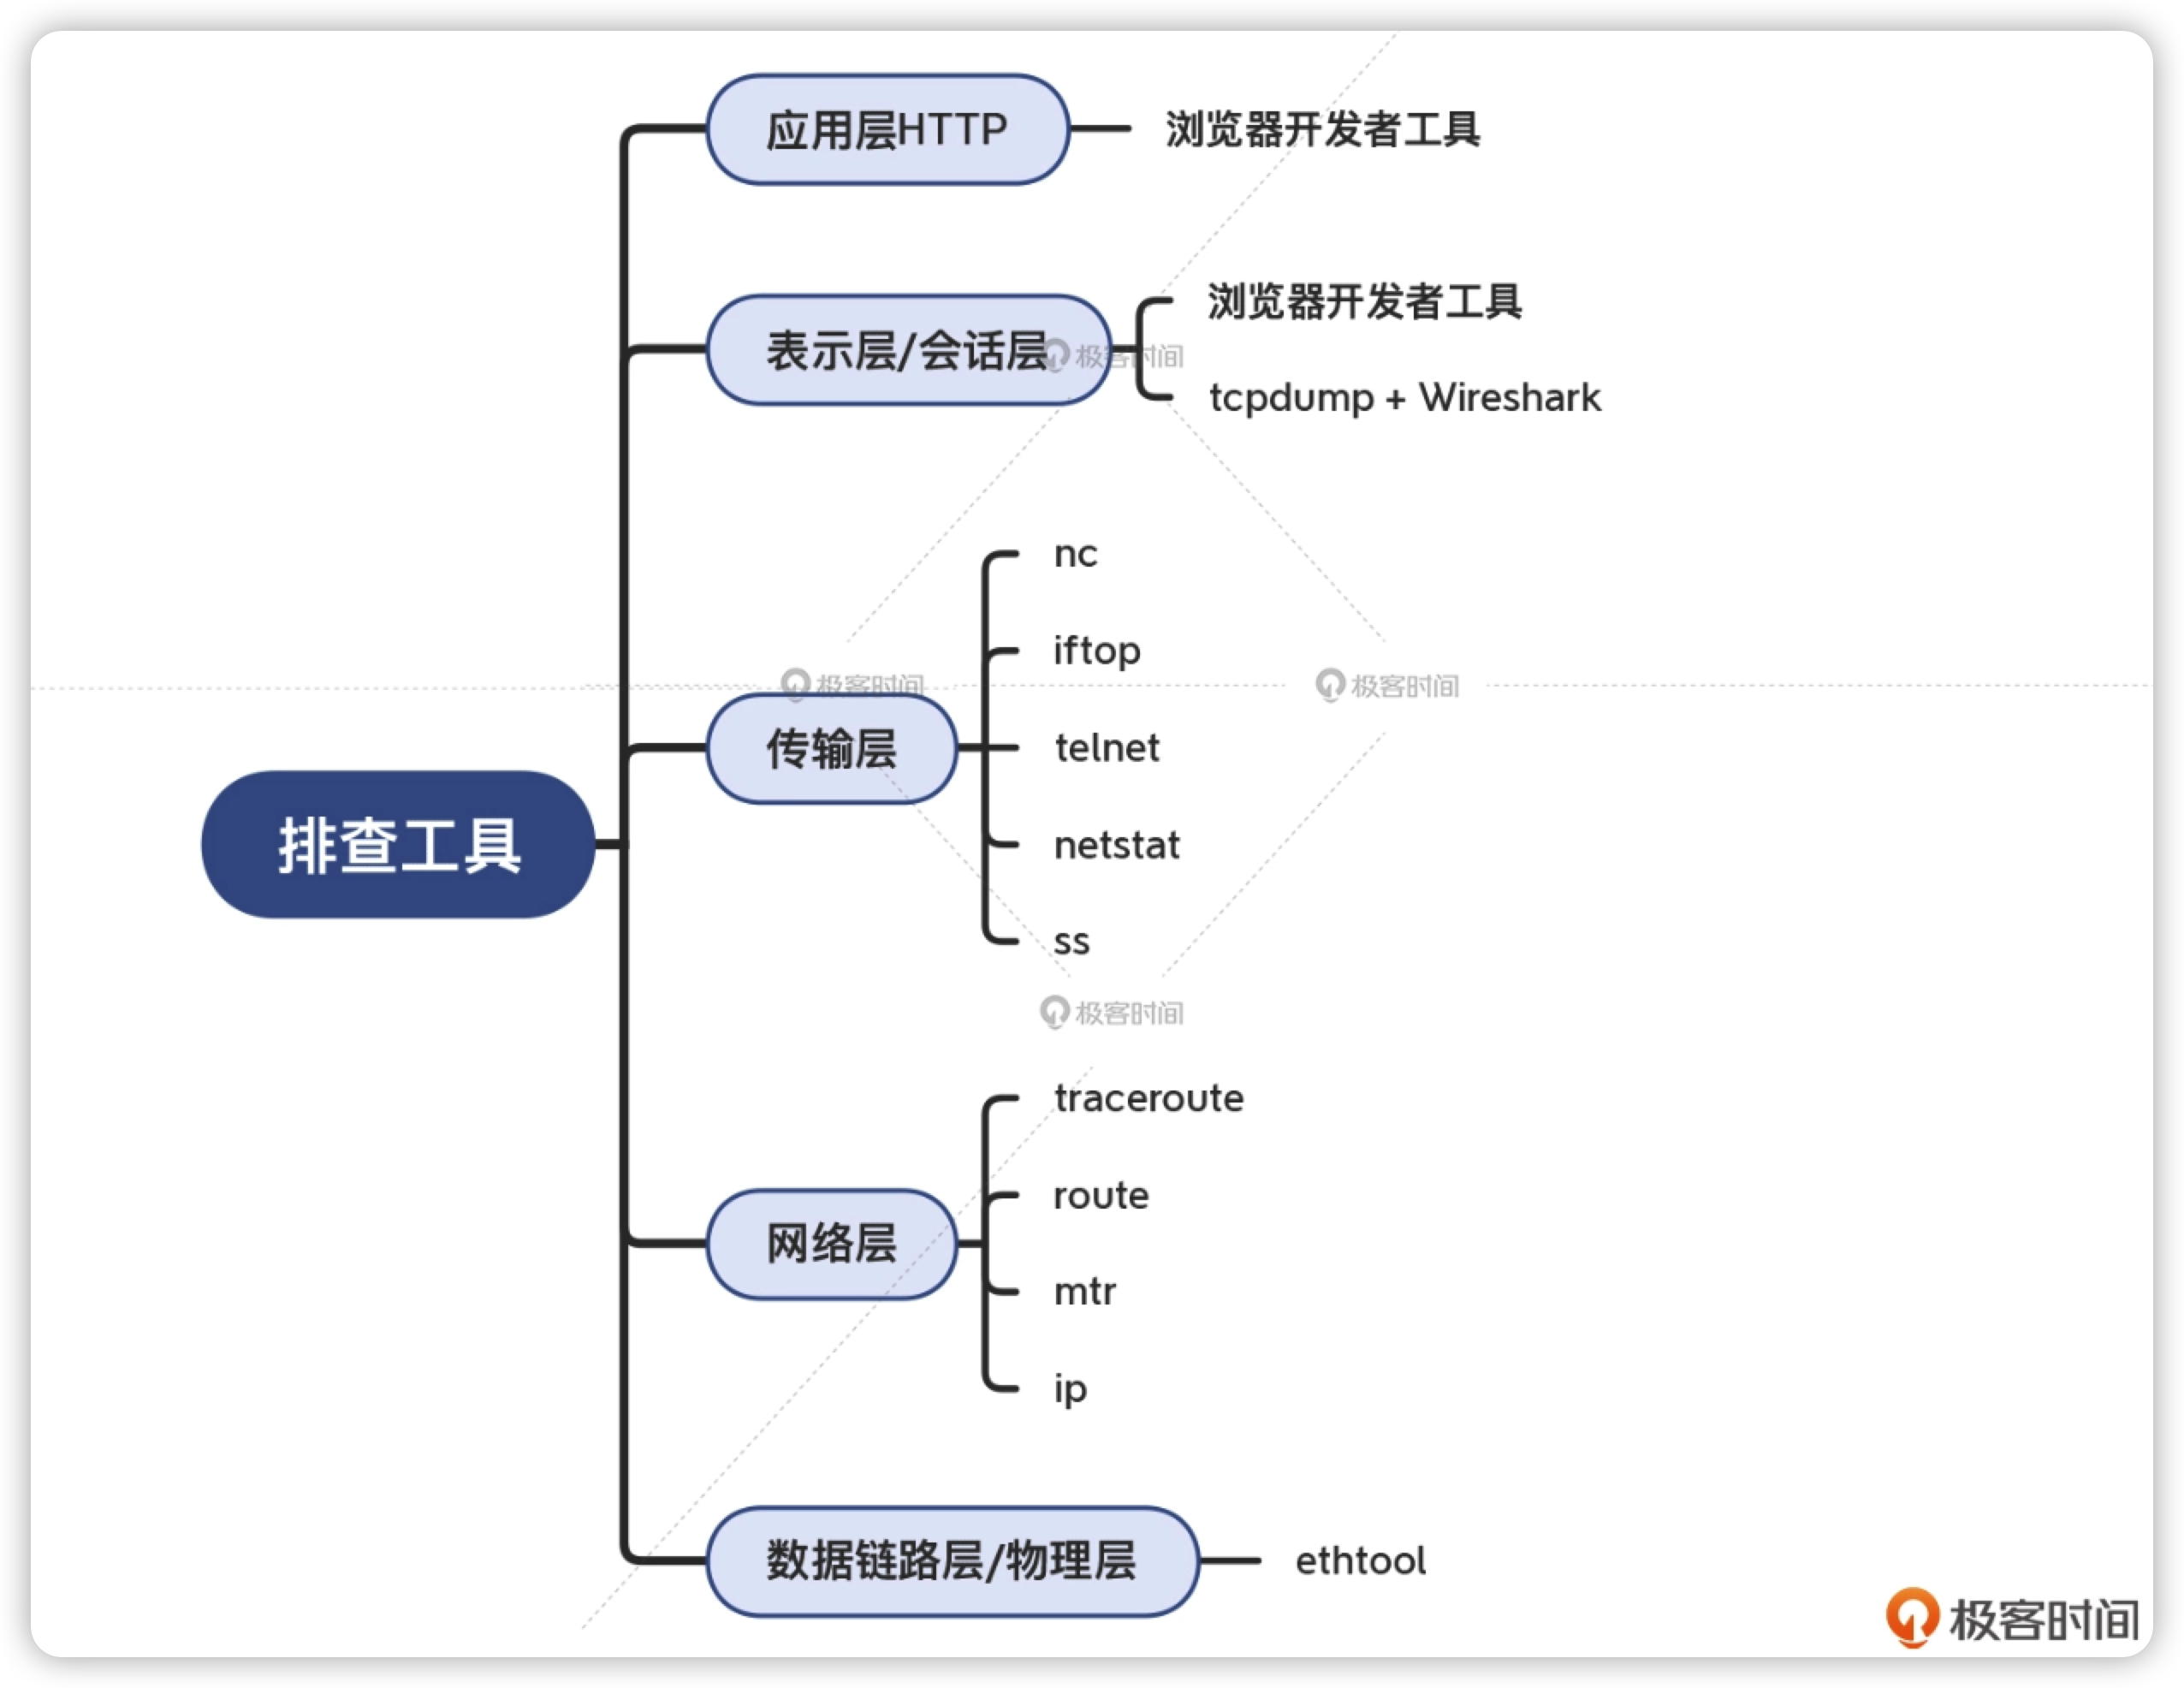 应用层HTTP
浏览器开发者工具
表示层/会话层
浏览器开发者工具
tcpdump + Wireshark
极客时间
nc
iftop
极客时间
极客时间
传输层
telnet
netstat
ss
排查工具
极客时间
traceroute
route
网络层
mtr
ip
数据链路层/物理层
ethtool
极客时间